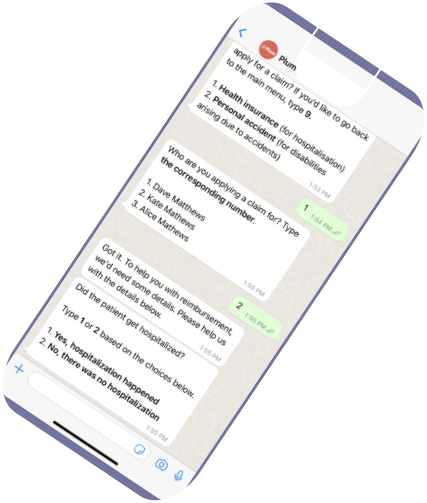 Plum
apply for a claim? If you'd like to go back
to the main menu, type 9.
1. Health insurance (for hospitalisation)
2. Personal accident (for disabilities
arising due to accidents)
1:53 PM
1
1:54 PM
Who are you applying a claim for? Type
the corresponding number.
1. Dave Matthews
2. Kate Mathews
3. Alice Mathews
1:55 PM
2
1:55 PM
Got it. To help you with reimbursement,
we'd need some details. Please help us
with the details below.
1:55 PM
Did the patient get hospitalized?
Type 1 or 2 based on the choices below.
1. Yes, hospitalization happened
2. No, there was no hospitalization
1:55 PM